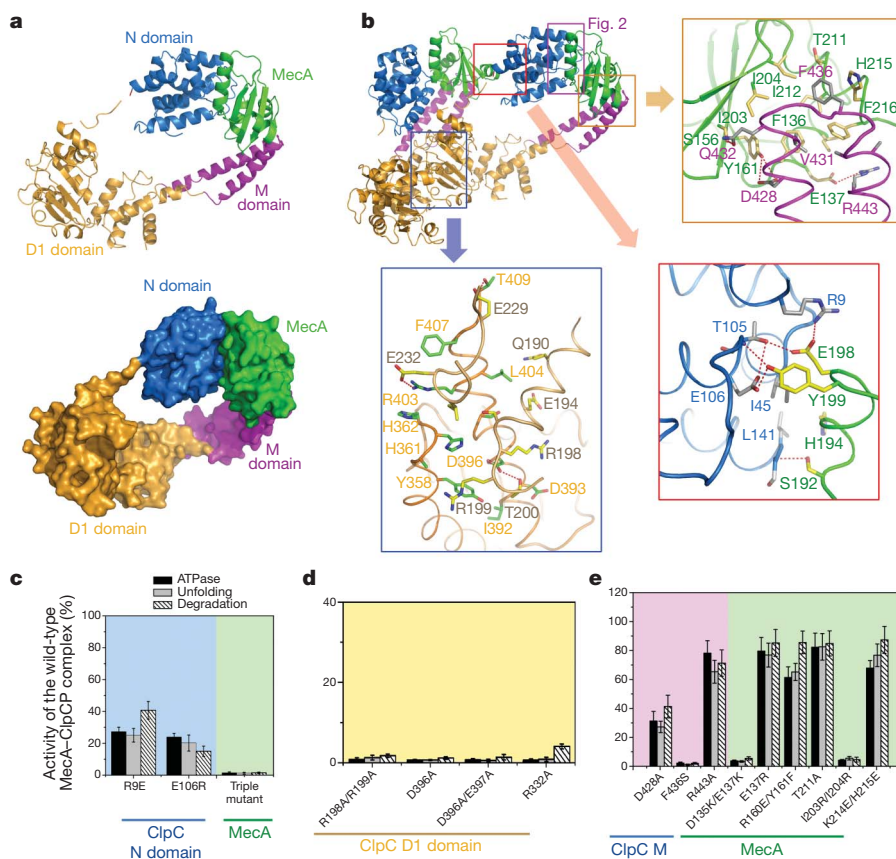 a
N domain
MecA
M
domain
D1 domain
N domain
MecA
M
domain
D1 domain
b
Fig. 2
T211
F436
H215
I204
I212
I203
F136
F216
S156
Q432
V431
Y161
D428
E137
R443
T409
E229
F407
Q190
E232
L404
R403
E194
H362
H361
D396
R198
Y358
D393
R199
T200
I392
R9
T105
E198
E106
I45
Y199
L141
H194
S192
c
ATPase
Unfolding
Degradation
Activity of the wild-type
MecA–ClpCP complex (%)
100
80
60
40
20
0
R9E
E106R
Triple
mutant
ClpC
N domain
MecA
d
40
20
0
R198A/R199A
D396A
D396A/E397A
R332A
ClpC D1 domain
e
120
100
80
60
40
20
0
D428A
F436S
R443A
D135K/E137K
E137R
R160E/Y161F
T211A
I203R/I204R
K214E/H215E
ClpC M
MecA